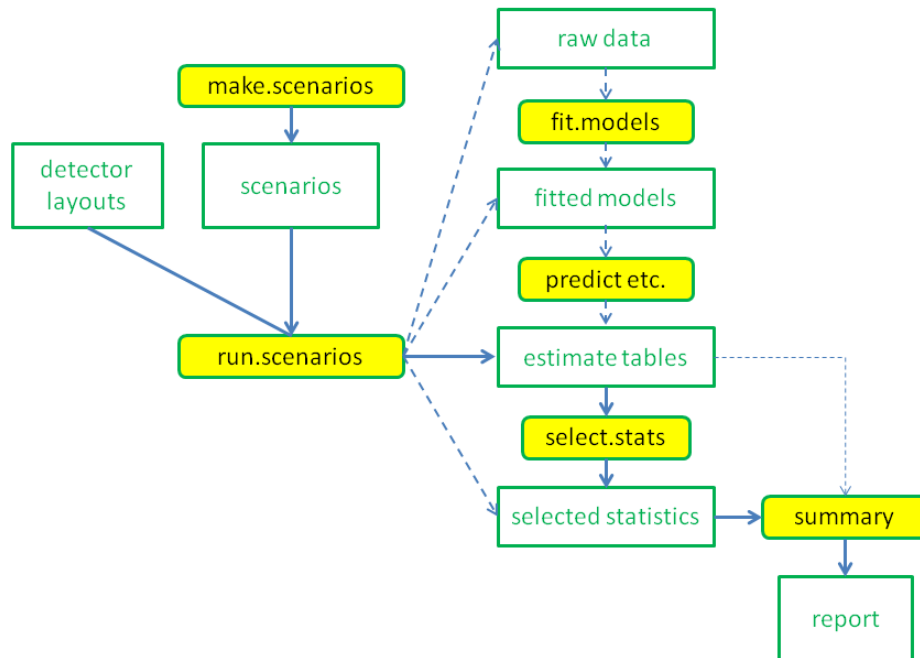 raw data
make.scenarios
fit.models
detector
layouts
scenarios
fitted models
predict etc.
run.scenarios
estimate tables
select.stats
selected statistics
summary
report